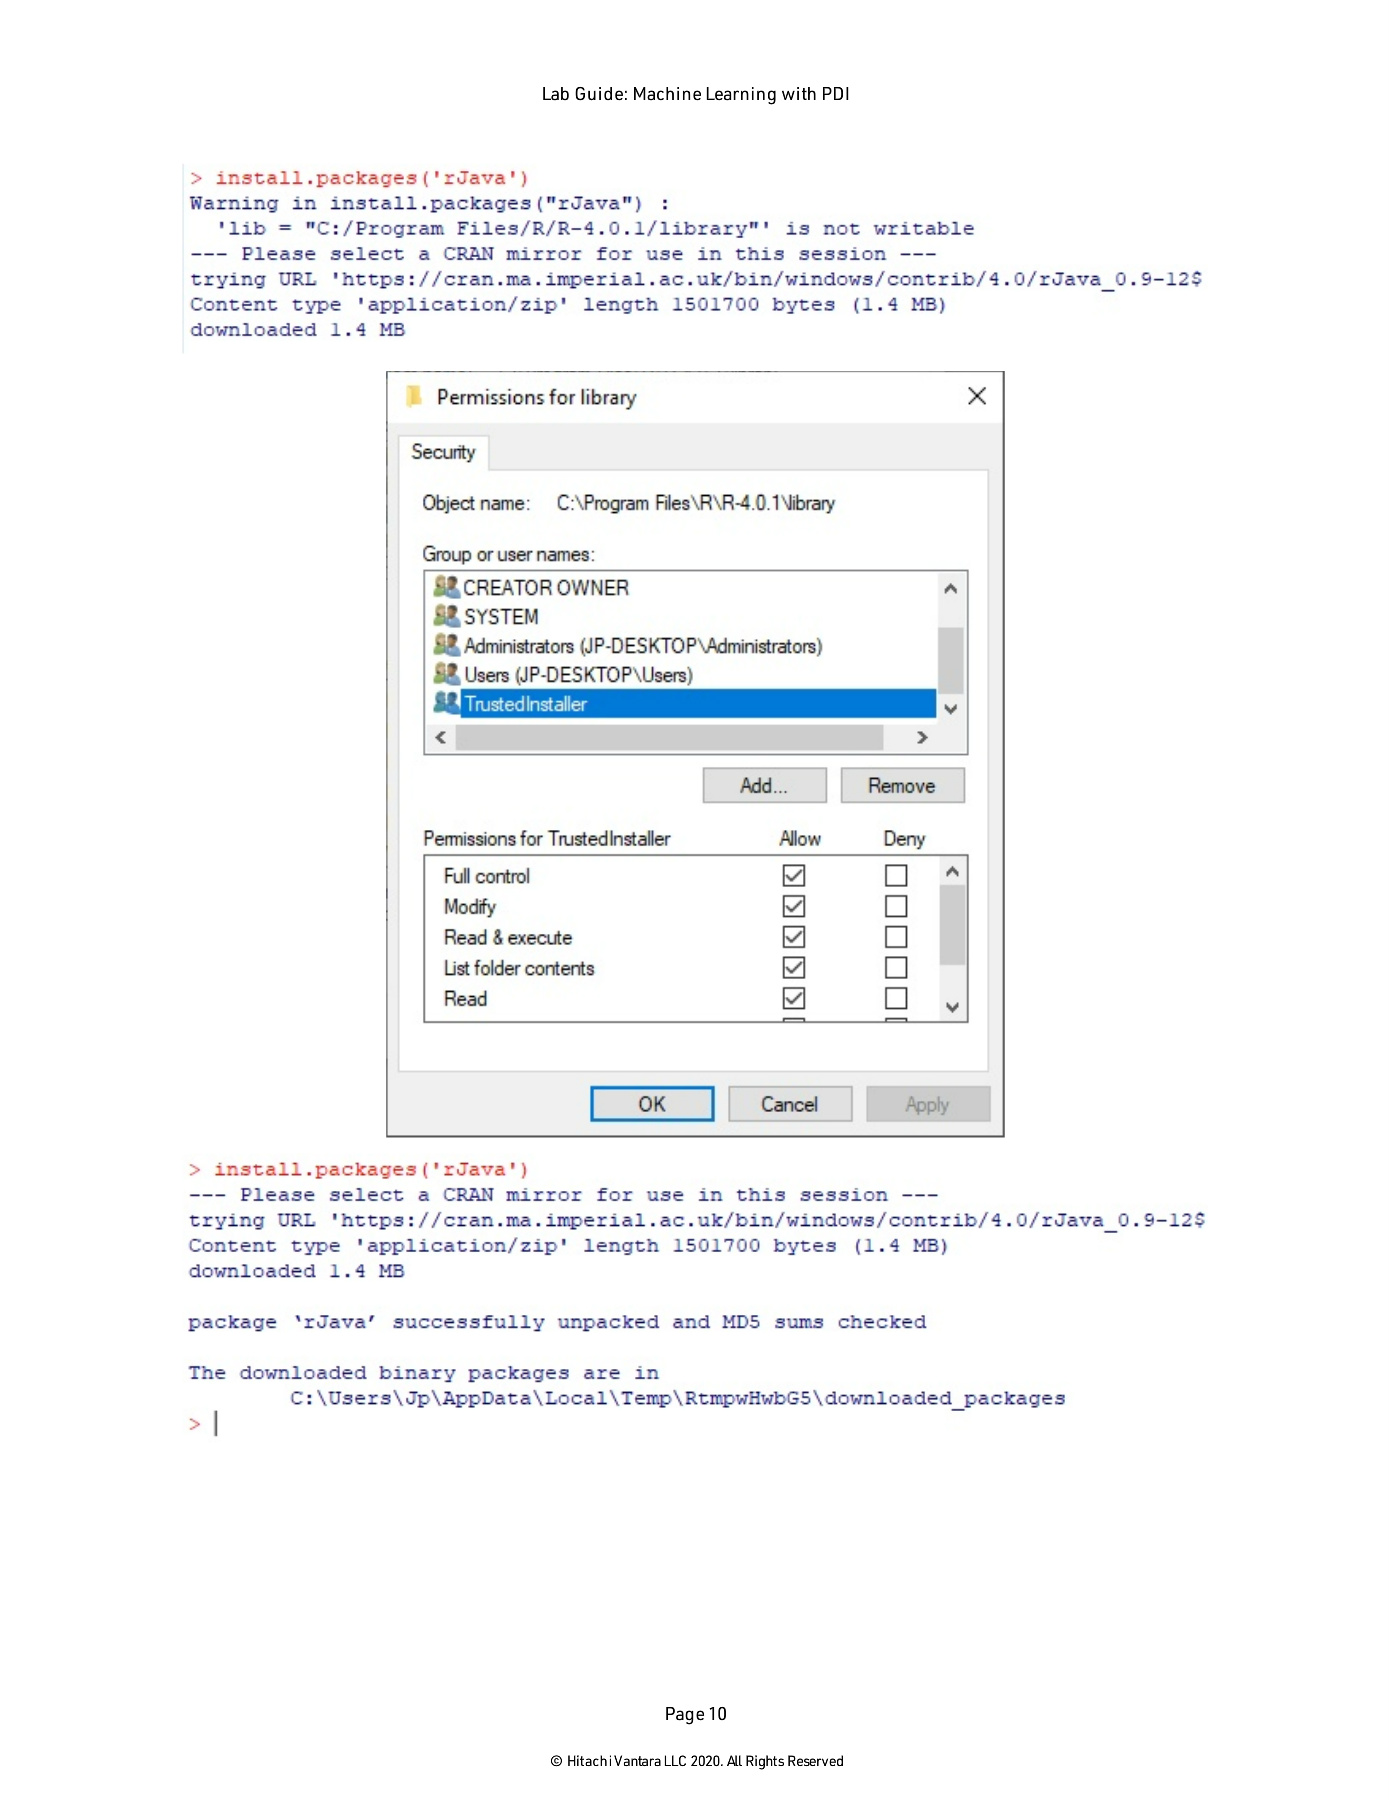 Lab Guide: Machine Learning with PDI
> install.packages('rJava')
Warning in install.packages("rJava") :
'lib = "C:/Program Files/R/R-4.0.1/library"' is not writable
--- Please select a CRAN mirror for use in this session ---
trying URL 'https://cran.ma.imperial.ac.uk/bin/windows/contrib/4.0/rJava_0.9-12$
Content type 'application/zip' length 1501700 bytes (1.4 MB)
downloaded 1.4 MB
Permissions for library
Security
Object name: C:\Program Files\R\R-4.0.1\library
Group or user names:
CREATOR OWNER
SYSTEM
Administrators (JP-DESKTOP\Administrators)
Users (JP-DESKTOP\Users)
TrustedInstaller
Add... Remove
Permissions for TrustedInstaller Allow Deny
Full control
Modify
Read & execute
List folder contents
Read
OK Cancel Apply
> install.packages('rJava')
--- Please select a CRAN mirror for use in this session ---
trying URL 'https://cran.ma.imperial.ac.uk/bin/windows/contrib/4.0/rJava_0.9-12$
Content type 'application/zip' length 1501700 bytes (1.4 MB)
downloaded 1.4 MB
package ‘rJava’ successfully unpacked and MD5 sums checked
The downloaded binary packages are in
C:\Users\Jp\AppData\Local\Temp\RtmpwHwbG5\downloaded_packages
>
Page 10
© Hitachi Vantara LLC 2020. All Rights Reserved